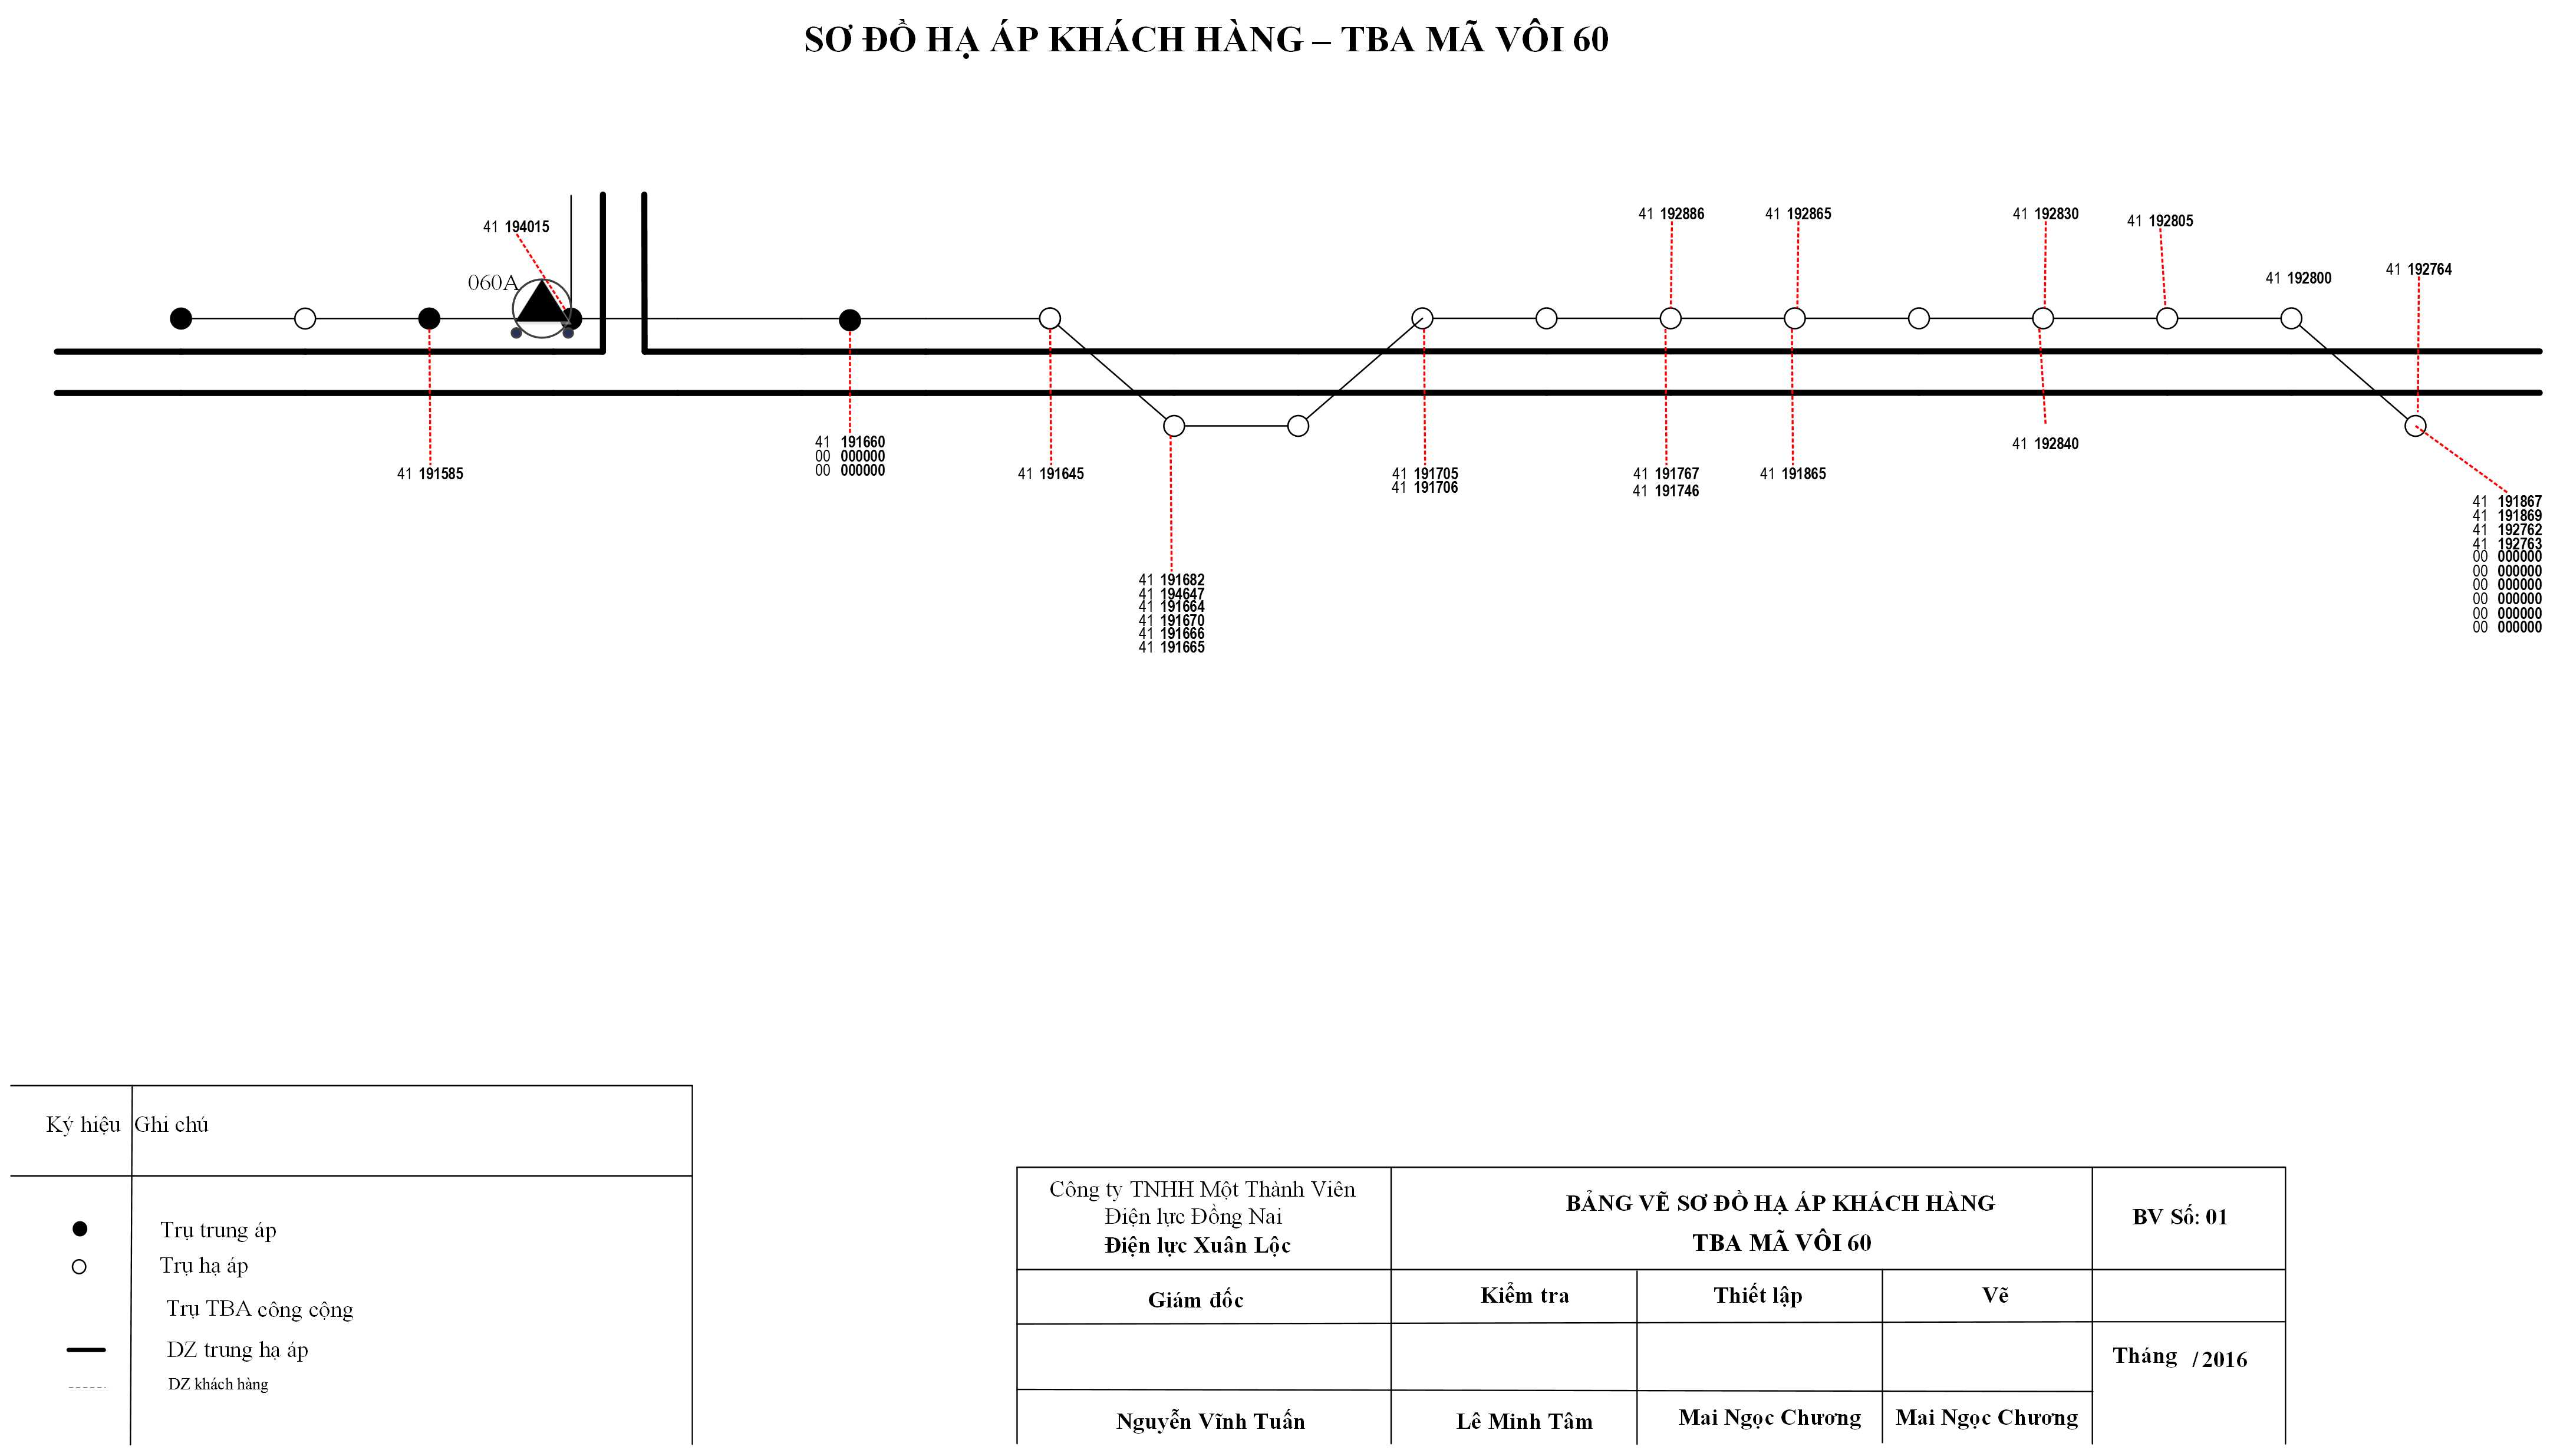 SƠ ĐỒ HẠ ÁP KHÁCH HÀNG – TBA MÃ VÔI 60
41 194015
060A
41 192886
41 192865
41 192830
41 192805
41 192800
41 192764
41 191585
41 191660
00 000000
00 000000
41 191645
41 191682
41 194647
41 191664
41 191670
41 191666
41 191665
41 191705
41 191706
41 191767
41 191746
41 191865
41 192840
41 191867
41 191869
41 192762
41 192763
00 000000
00 000000
00 000000
00 000000
00 000000
00 000000
Ký hiệu Ghi chú
Trụ trung áp
Trụ hạ áp
Trụ TBA công cộng
DZ trung hạ áp
DZ khách hàng
Công ty TNHH Một Thành Viên
Điện lực Đồng Nai
Điện lực Xuân Lộc
BẢNG VẼ SƠ ĐỒ HẠ ÁP KHÁCH HÀNG
TBA MÃ VÔI 60
BV Số: 01
Giám đốc
Kiểm tra
Thiết lập
Vẽ
Tháng / 2016
Nguyễn Vĩnh Tuấn
Lê Minh Tâm
Mai Ngọc Chương
Mai Ngọc Chương